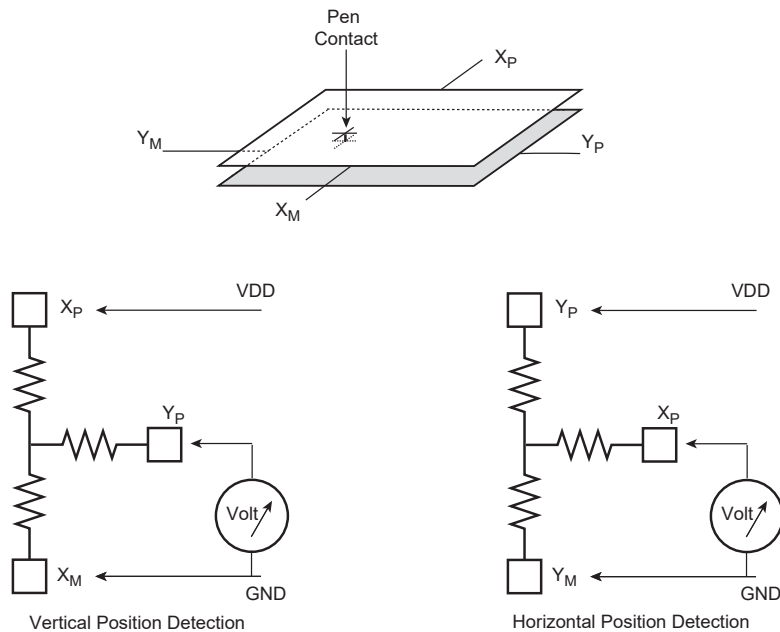 Pen
Contact
X_P
Y_M
Y_P
X_M
X_P
VDD
Y_P
Volt
X_M
GND
Vertical Position Detection
Y_P
VDD
X_P
Volt
Y_M
GND
Horizontal Position Detection